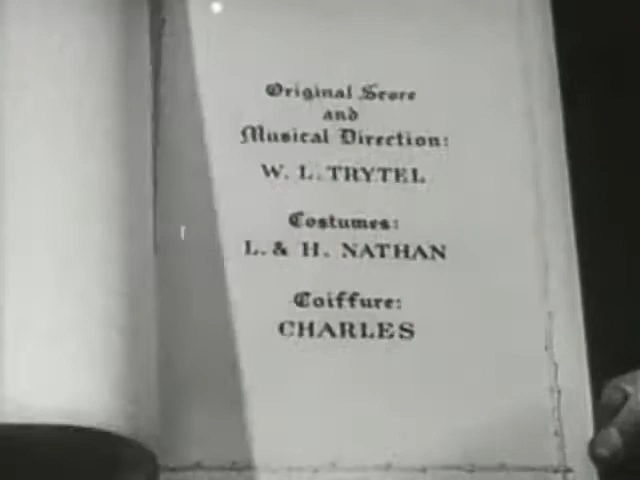 Original Score
and
Musical Direction:
W. L. TRYTEL
Costumes:
L. & H. NATHAN
Coiffure:
CHARLES